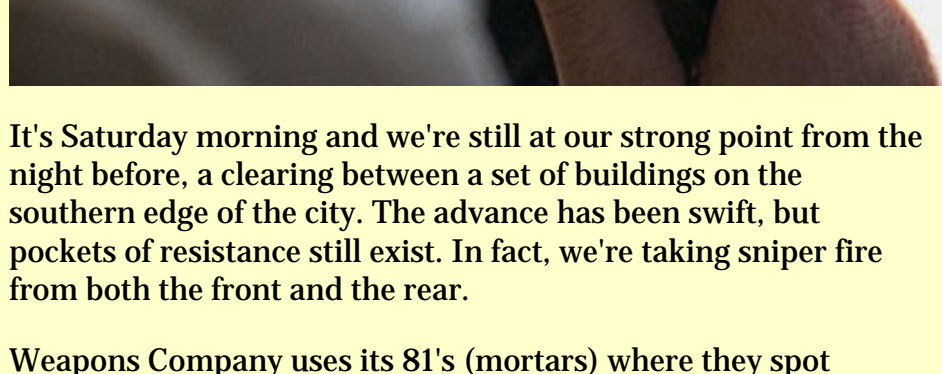 It's Saturday morning and we're still at our strong point from the
night before, a clearing between a set of buildings on the
southern edge of the city. The advance has been swift, but
pockets of resistance still exist. In fact, we're taking sniper fire
from both the front and the rear.
Weapons Company uses its 81's (mortars) where they spot